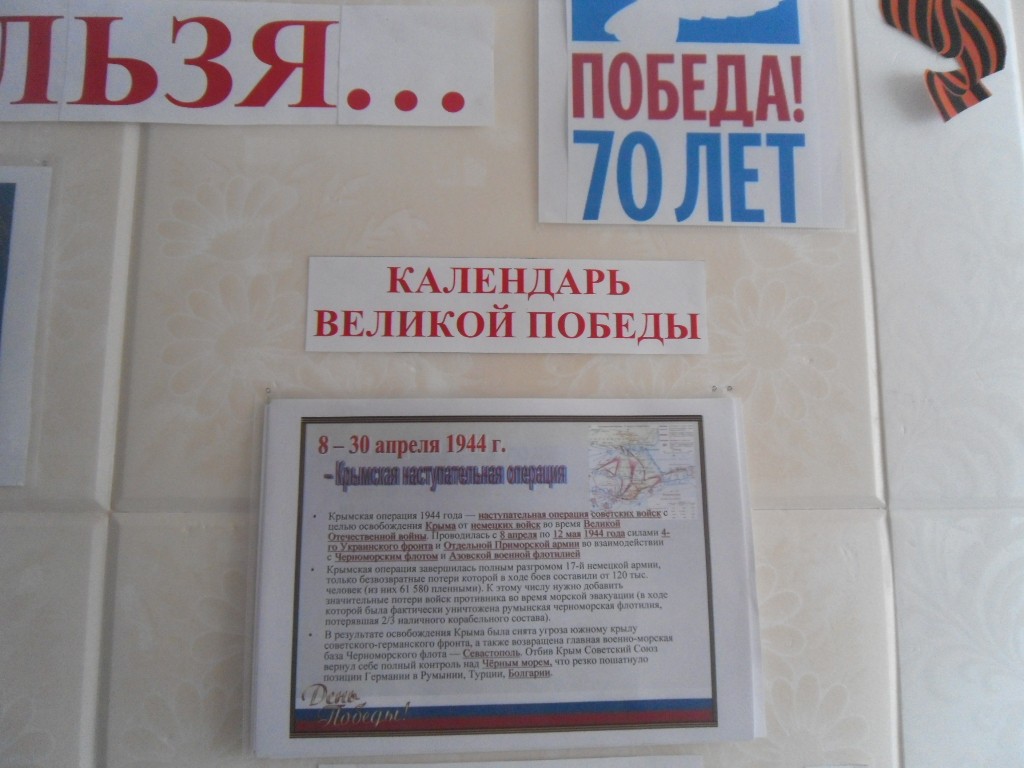 ЛЬЗЯ...
ПОБЕДА!
70 ЛЕТ
КАЛЕНДАРЬ
ВЕЛИКОЙ ПОБЕДЫ
8 – 30 апреля 1944 г.
– Крымская наступательная операция
• Крымская операция 1944 года — наступательная операция советских войск с
целью освобождения Крыма от немецких войск во время Великой
Отечественной войны. Проводилась с 8 апреля по 12 мая 1944 года силами 4-
го Украинского фронта и Отдельной Приморской армии во взаимодействии
с Черноморским флотом и Азовской военной флотилией
• Крымская операция завершилась полным разгромом 17-й немецкой армии,
только безвозвратные потери которой в ходе боев составили от 120 тыс.
человек (из них 61 580 пленными). К этому числу нужно добавить
значительные потери войск противника во время морской эвакуации (в ходе
которой была фактически уничтожена румынская черноморская флотилия,
потерявшая 2/3 наличного корабельного состава).
• В результате освобождения Крыма была снята угроза южному крылу
советско-германского фронта, а также возвращена главная военно-морская
база Черноморского флота — Севастополь. Отбив Крым Советский Союз
вернул себе полный контроль над Чёрным морем, что резко пошатнуло
позиции Германии в Румынии, Турции, Болгарии.
День
Победы!